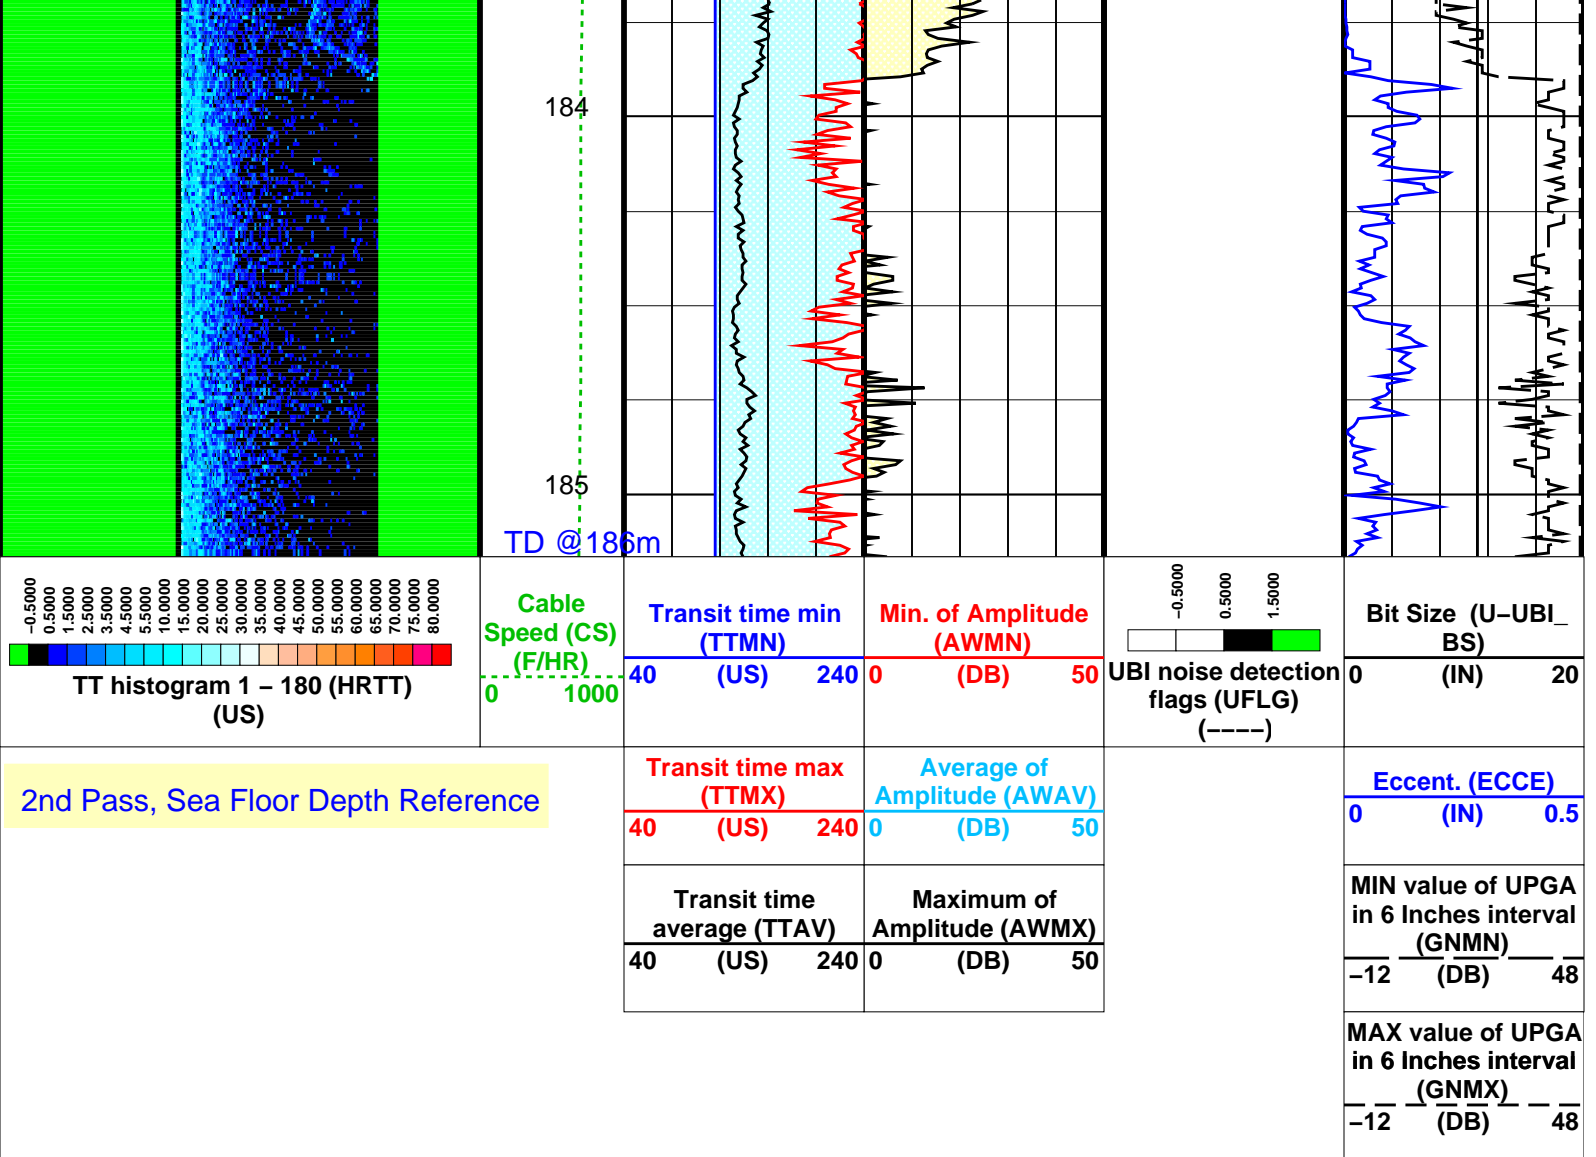 184
185
TD @186m
−0.5000
0.5000
1.5000
2.5000
3.5000
4.5000
5.5000
10.0000
15.0000
20.0000
25.0000
30.0000
35.0000
40.0000
45.0000
50.0000
55.0000
60.0000
65.0000
70.0000
75.0000
80.0000
TT histogram 1 − 180 (HRTT)
(US)
Cable
Speed (CS)
(F/HR)
0 1000
Transit time min
(TTMN)
40 (US) 240
Min. of Amplitude
(AWMN)
0 (DB) 50
−0.5000
0.5000
1.5000
UBI noise detection
flags (UFLG)
(−−−−)
Bit Size (U−UBI_
BS)
0 (IN) 20
2nd Pass, Sea Floor Depth Reference
Transit time max
(TTMX)
40 (US) 240
Average of
Amplitude (AWAV)
0 (DB) 50
Eccent. (ECCE)
0 (IN) 0.5
Transit time
average (TTAV)
40 (US) 240
Maximum of
Amplitude (AWMX)
0 (DB) 50
MIN value of UPGA
in 6 Inches interval
(GNMN)
−12 (DB) 48
MAX value of UPGA
in 6 Inches interval
(GNMX)
−12 (DB) 48